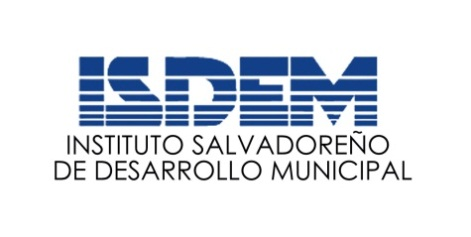 ISDEM
INSTITUTO SALVADOREÑO
DE DESARROLLO MUNICIPAL